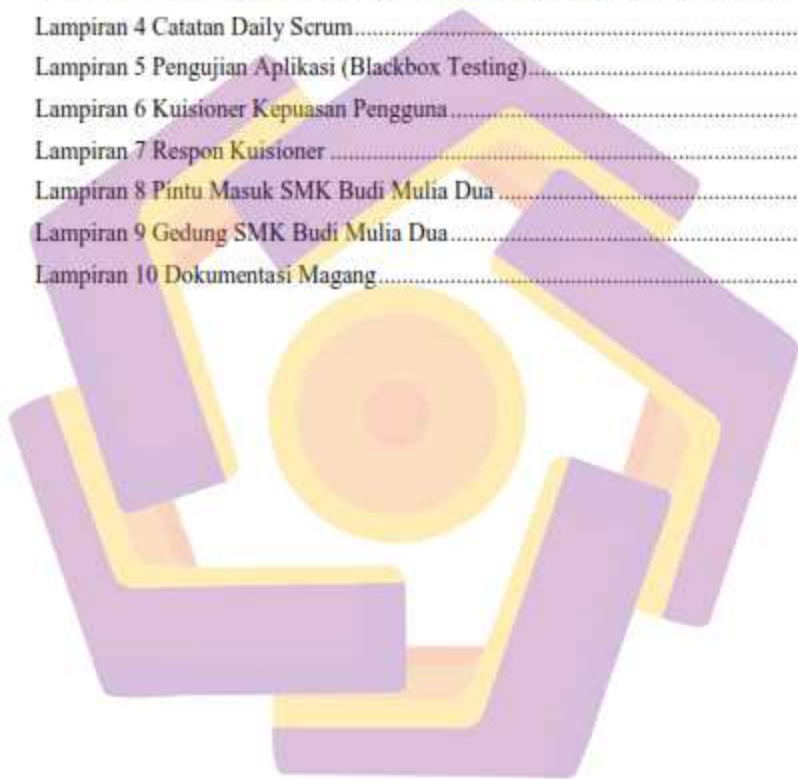 Lampiran 4 Catatan Daily Scrum
Lampiran 5 Pengujian Aplikasi (Blackbox Testing)
Lampiran 6 Kuisioner Kepuasan Pengguna
Lampiran 7 Respon Kuisioner
Lampiran 8 Pintu Masuk SMK Budi Mulia Dua
Lampiran 9 Gedung SMK Budi Mulia Dua
Lampiran 10 Dokumentasi Magang